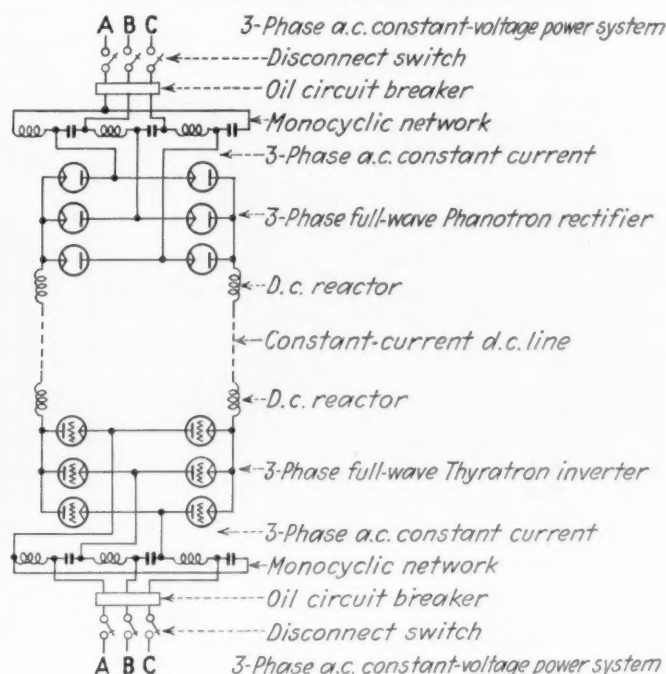 A B C 3-Phase a.c. constant-voltage power system
Disconnect switch
Oil circuit breaker
Monocyclic network
3-Phase a.c. constant current
3-Phase full-wave Phanotron rectifier
D.c. reactor
Constant-current d.c. line
D.c. reactor
3-Phase full-wave Thyratron inverter
3-Phase a.c. constant current
Monocyclic network
Oil circuit breaker
Disconnect switch
A B C 3-Phase a.c. constant-voltage power system